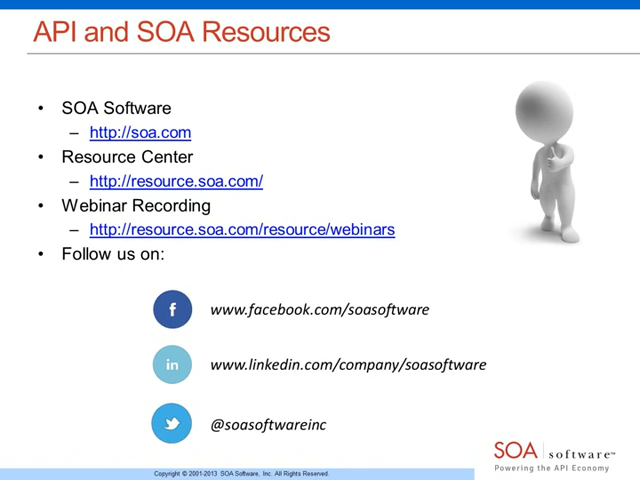 API and SOA Resources
• SOA Software
– http://soa.com
• Resource Center
– http://resource.soa.com/
• Webinar Recording
– http://resource.soa.com/resource/webinars
• Follow us on:
f www.facebook.com/soasoftware
in www.linkedin.com/company/soasoftware
@soasoftwareinc
SOA software™
Powering the API Economy
Copyright © 2001-2013 SOA Software, Inc. All Rights Reserved.